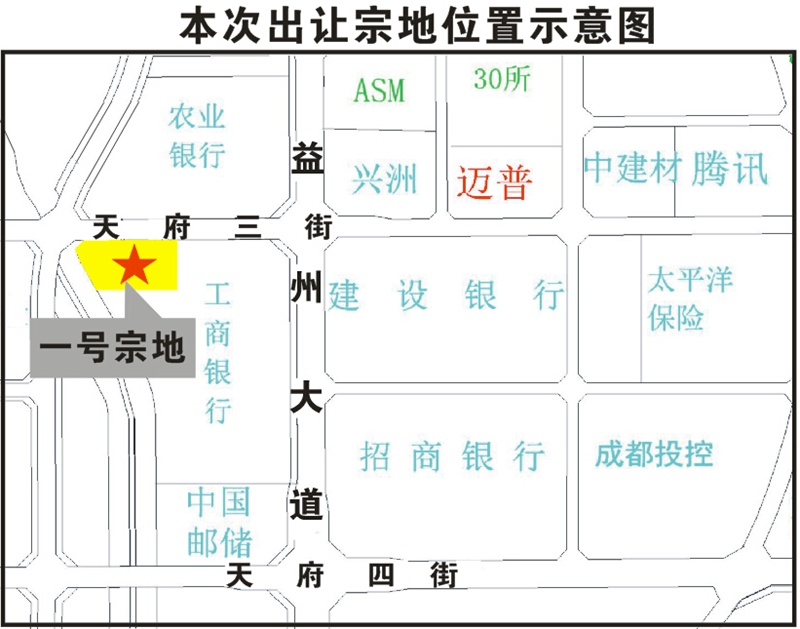 本次出让宗地位置示意图
ASM
30所
农业
银行
兴洲
迈普
中建材
腾讯
益州大道
天府三街
一号宗地
工商银行
建设银行
太平洋
保险
招商银行
成都投控
中国
邮储
天府四街